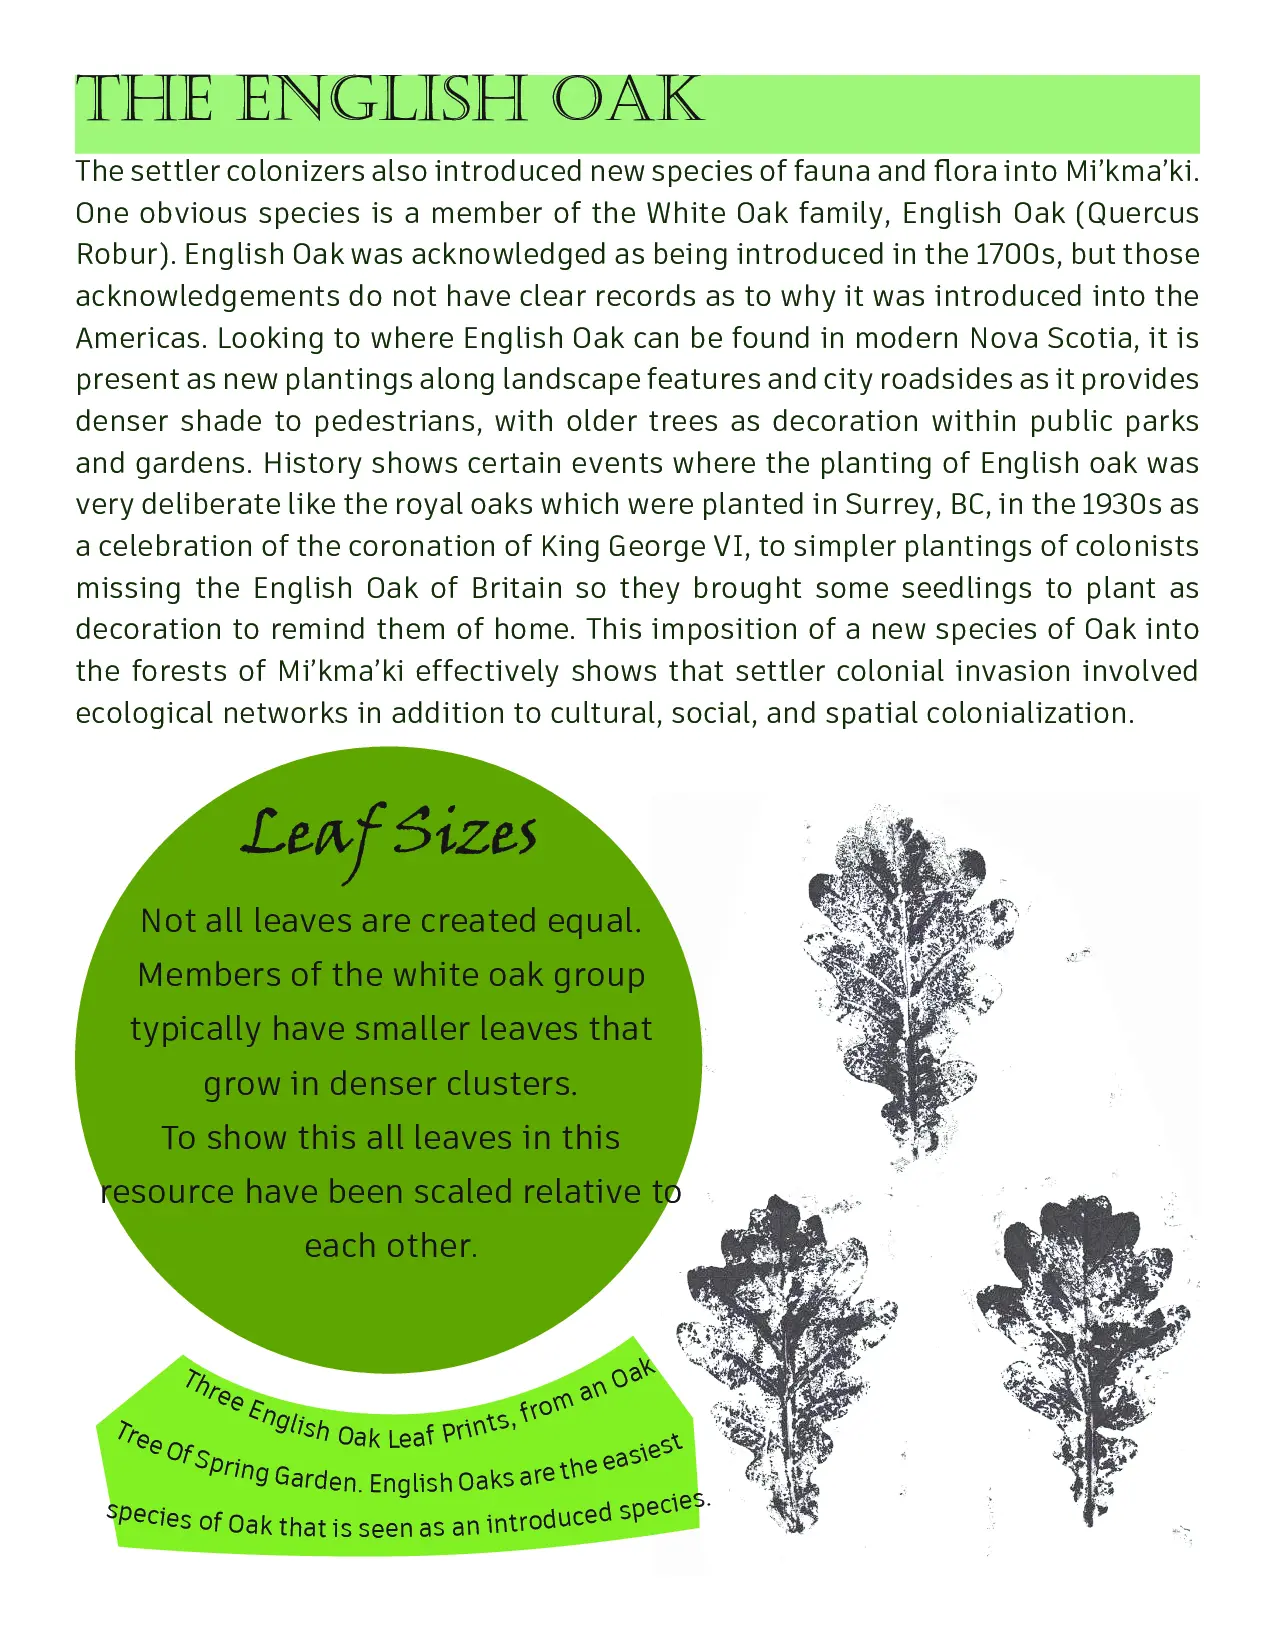 THE ENGLISH OAK
The settler colonizers also introduced new species of fauna and flora into Mi’kma’ki.
One obvious species is a member of the White Oak family, English Oak (Quercus
Robur). English Oak was acknowledged as being introduced in the 1700s, but those
acknowledgements do not have clear records as to why it was introduced into the
Americas. Looking to where English Oak can be found in modern Nova Scotia, it is
present as new plantings along landscape features and city roadsides as it provides
denser shade to pedestrians, with older trees as decoration within public parks
and gardens. History shows certain events where the planting of English oak was
very deliberate like the royal oaks which were planted in Surrey, BC, in the 1930s as
a celebration of the coronation of King George VI, to simpler plantings of colonists
missing the English Oak of Britain so they brought some seedlings to plant as
decoration to remind them of home. This imposition of a new species of Oak into
the forests of Mi’kma’ki effectively shows that settler colonial invasion involved
ecological networks in addition to cultural, social, and spatial colonialization.
Leaf Sizes
Not all leaves are created equal.
Members of the white oak group
typically have smaller leaves that
grow in denser clusters.
To show this all leaves in this
resource have been scaled relative to
each other.
Three English Oak Leaf Prints, from an Oak
Tree Of Spring Garden. English Oaks are the easiest
species of Oak that is seen as an introduced species.